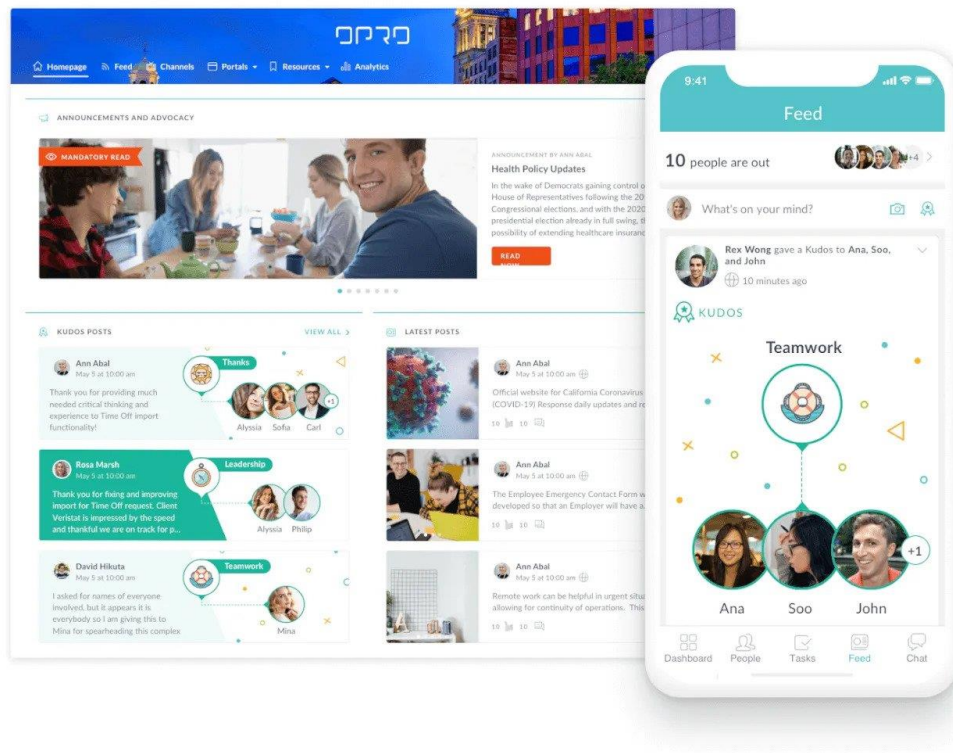 OPRO
Homepage Feed Channels Portals Resources Analytics
ANNOUNCEMENTS AND ADVOCACY
MANDATORY READ
ANNOUNCEMENT BY ANN ABAL
Health Policy Updates
In the wake of Democrats gaining control o
House of Representatives following the 20
Congressional elections, and with the 2020
presidential election already in full swing, th
possibility of extending healthcare insuranc
READ
NOW
KUDOS POSTS
VIEW ALL >
Ann Abal
May 5 at 10:00 am
Thank you for providing much
needed critical thinking and
experience to Time Off import
functionality!
Thanks
+1
Alyssia Sofia Carl
Rosa Marsh
May 5 at 10:00 am
Thank you for fixing and improving
import for Time Off request. Client
Veristat is impressed by the speed
and thankful we are on track for p...
Leadership
Alyssia Philip
David Hikuta
May 5 at 10:00 am
I asked for names of everyone
involved, but it appears it is
everybody so I am giving this to
Mina for spearheading this complex
Teamwork
Mina
LATEST POSTS
Ann Abal
May 5 at 10:00 am
Official website for California Coronavirus
(COVID-19) Response daily updates and re
10 10
Ann Abal
May 5 at 10:00 am
The Employee Emergency Contact Form w
developed so that an Employer will have a
10 10
Ann Abal
May 5 at 10:00 am
Remote work can be helpful in urgent situa
allowing for continuity of operations. This
10 10
9:41
Feed
10 people are out
+4 >
What's on your mind?
Rex Wong gave a Kudos to Ana, Soo,
and John
10 minutes ago
KUDOS
Teamwork
+1
Ana Soo John
Dashboard People Tasks Feed Chat